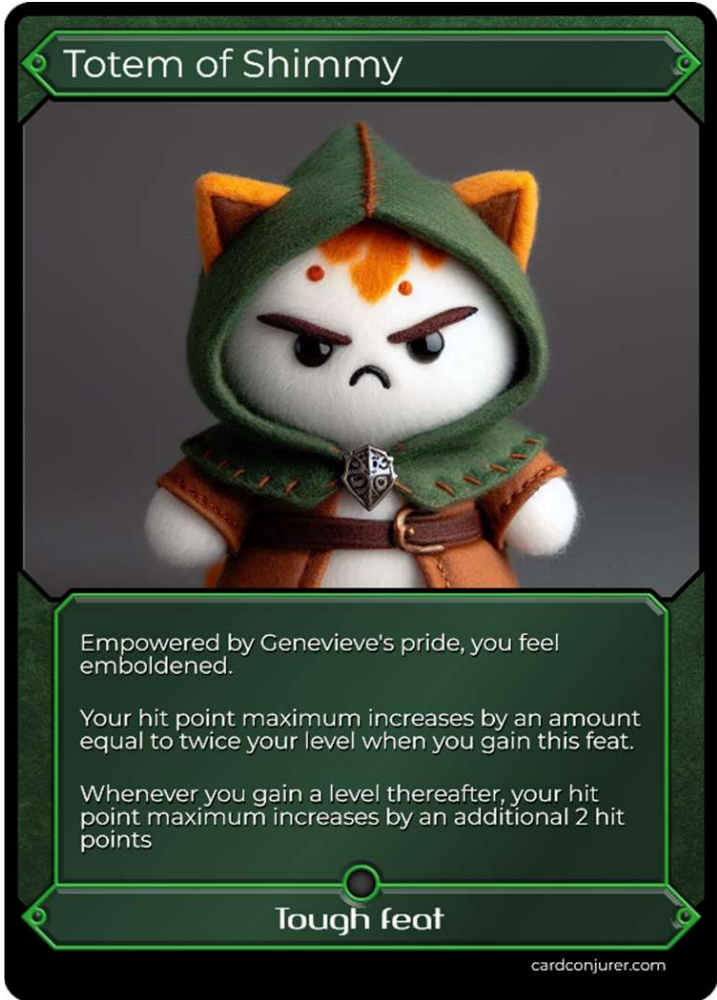 Totem of Shimmy
Empowered by Genevieve's pride, you feel
emboldened.
Your hit point maximum increases by an amount
equal to twice your level when you gain this feat.
Whenever you gain a level thereafter, your hit
point maximum increases by an additional 2 hit
points
Tough feat
cardconjurer.com